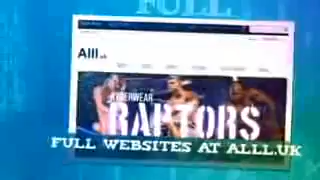 FULL
Alll.uk
UNDERWEAR
RAPTORS
FULL WEBSITES AT ALLL.UK